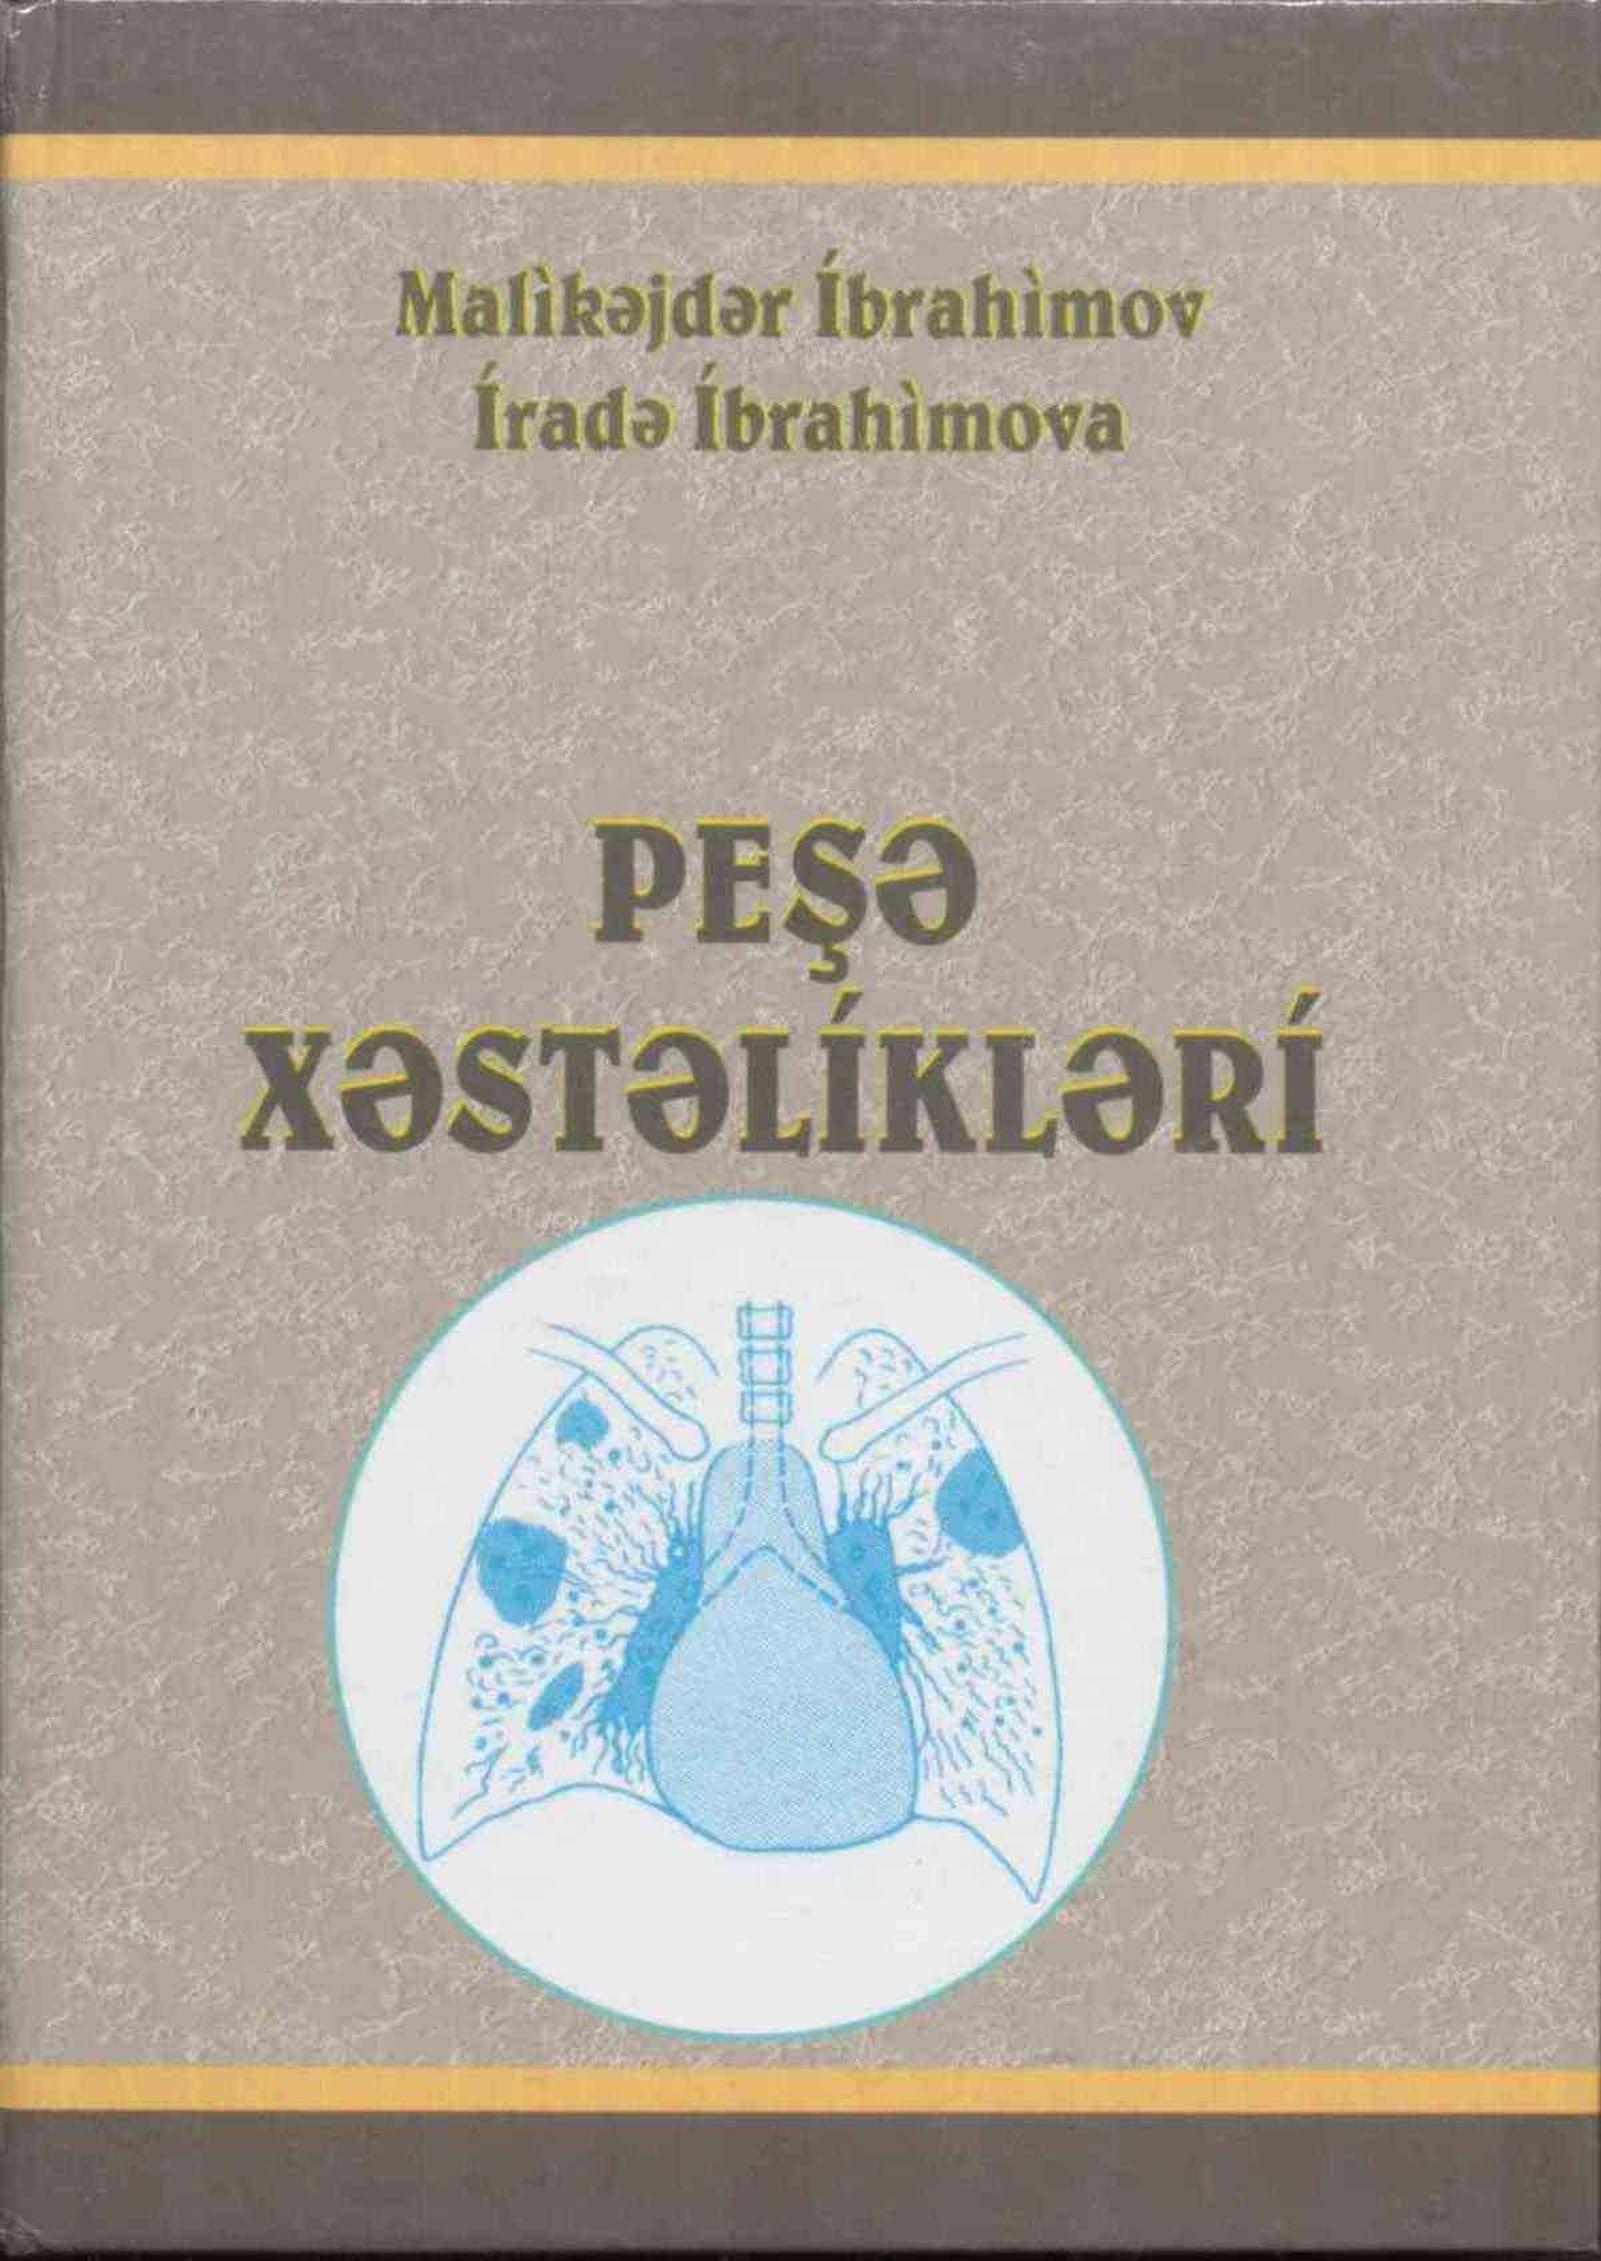 Malikəjdər İbrahimov
İradə İbrahimova
PEŞƏ
XƏSTƏLİKLƏRİ